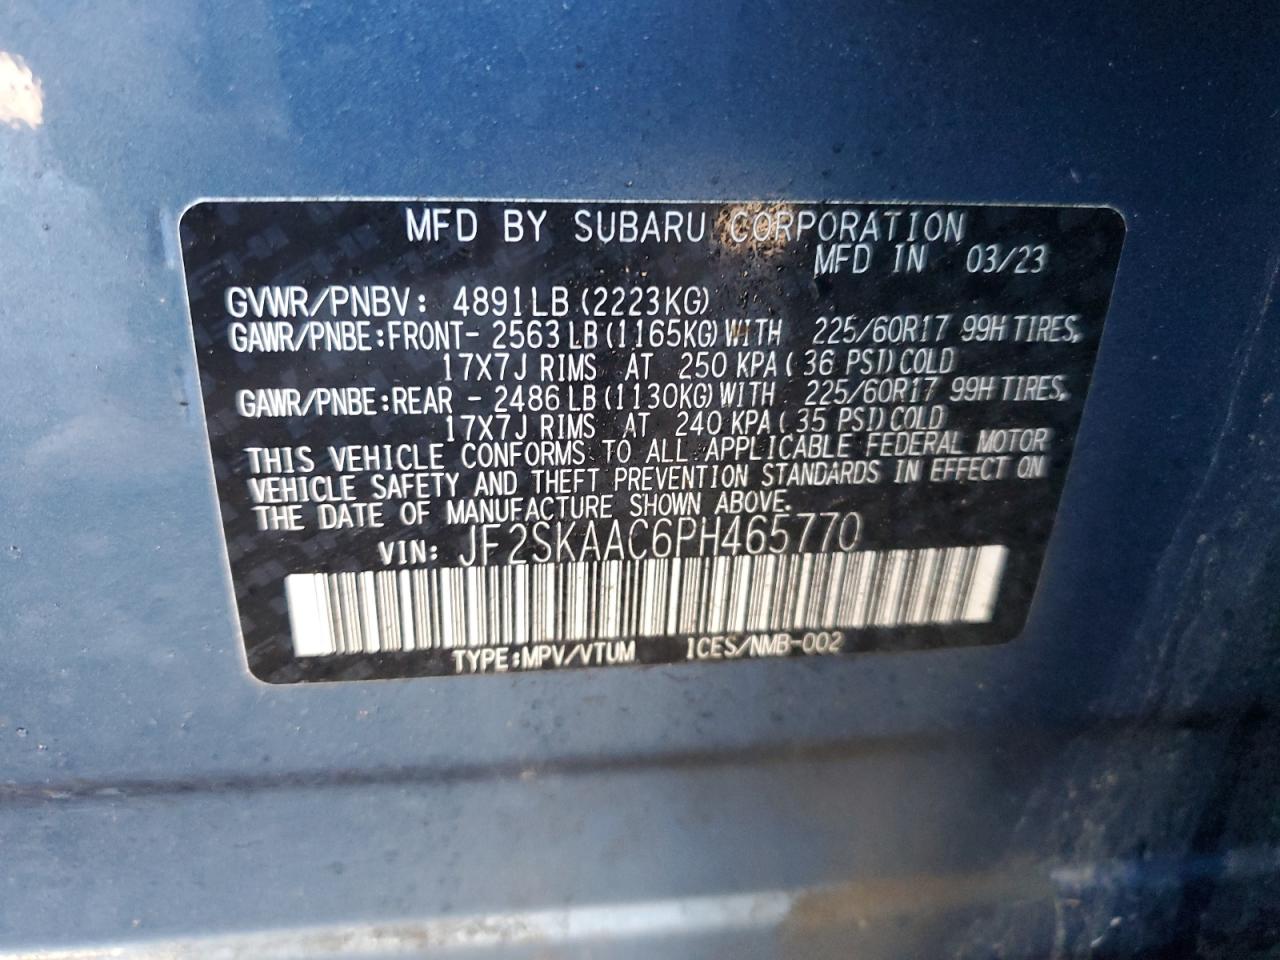 MFD BY SUBARU CORPORATION
MFD IN 03/23
GVWR/PNBV: 4891LB(2223KG)
GAWR/PNBE:FRONT- 2563LB(1165KG)WITH 225/60R17 99H TIRES,
17X7J RIMS AT 250 KPA( 36 PSI)COLD
GAWR/PNBE:REAR - 2486LB(1130KG)WITH 225/60R17 99H TIRES,
17X7J RIMS AT 240 KPA( 35 PSI)COLD
THIS VEHICLE CONFORMS TO ALL APPLICABLE FEDERAL MOTOR
VEHICLE SAFETY AND THEFT PREVENTION STANDARDS IN EFFECT ON
THE DATE OF MANUFACTURE SHOWN ABOVE.
VIN: JF2SKAAC6PH465770
TYPE:MPV/VTUM ICES/NMB-002